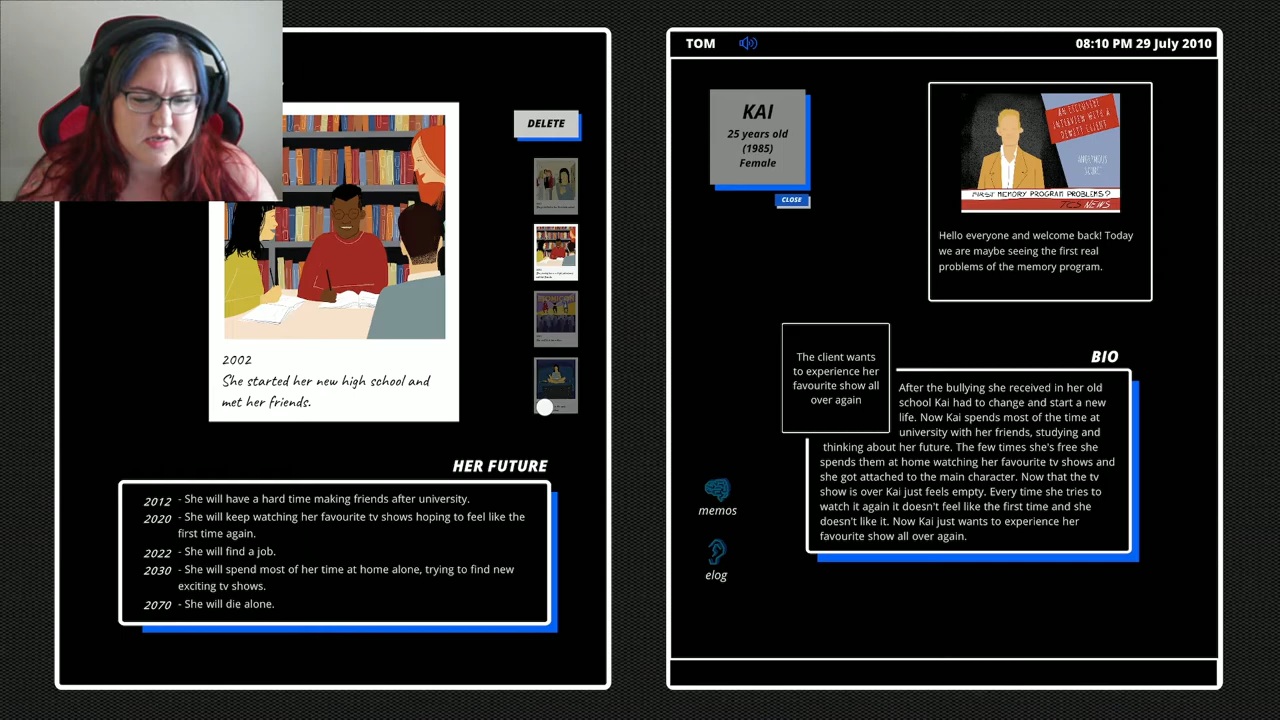 DELETE
2002
She started her new high school and
met her friends.
HER FUTURE
2012 - She will have a hard time making friends after university.
2020 - She will keep watching her favourite tv shows hoping to feel like the
first time again.
2022 - She will find a job.
2030 - She will spend most of her time at home alone, trying to find new
exciting tv shows.
2070 - She will die alone.
TOM
08:10 PM 29 July 2010
KAI
25 years old
(1985)
Female
CLOSE
AN EXCLUSIVE
INTERVIEW WITH A
DEWITT CLIENT
ANONYMOUS
SOURCE
FIRST MEMORY PROGRAM PROBLEMS?
TCS NEWS
Hello everyone and welcome back! Today
we are maybe seeing the first real
problems of the memory program.
The client wants
to experience her
favourite show all
over again
BIO
After the bullying she received in her old
school Kai had to change and start a new
life. Now Kai spends most of the time at
university with her friends, studying and
thinking about her future. The few times she's free she
spends them at home watching her favourite tv shows and
she got attached to the main character. Now that the tv
show is over Kai just feels empty. Every time she tries to
watch it again it doesn't feel like the first time and she
doesn't like it. Now Kai just wants to experience her
favourite show all over again.
memos
elog